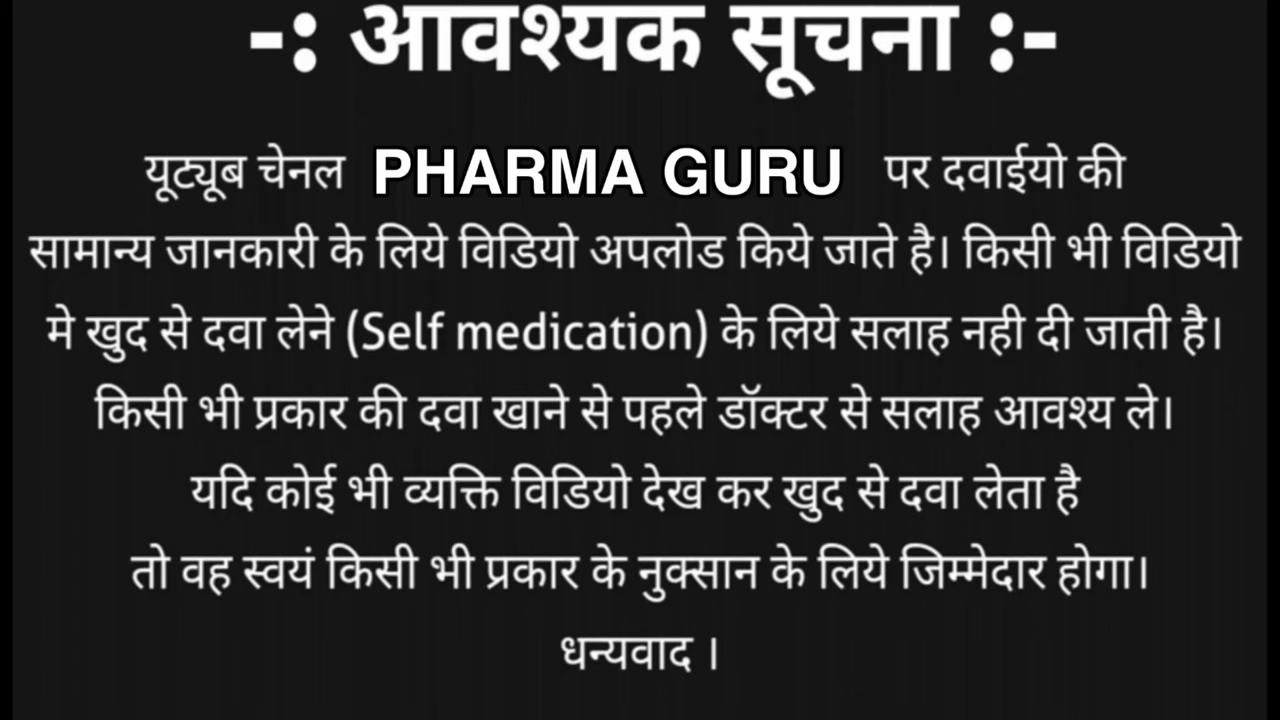 -: आवश्यक सूचना :-
यूट्यूब चेनल PHARMA GURU पर दवाईयो की
सामान्य जानकारी के लिये विडियो अपलोड किये जाते है। किसी भी विडियो
मे खुद से दवा लेने (Self medication) के लिये सलाह नही दी जाती है।
किसी भी प्रकार की दवा खाने से पहले डॉक्टर से सलाह आवश्य ले।
यदि कोई भी व्यक्ति विडियो देख कर खुद से दवा लेता है
तो वह स्वयं किसी भी प्रकार के नुक्सान के लिये जिम्मेदार होगा।
धन्यवाद ।